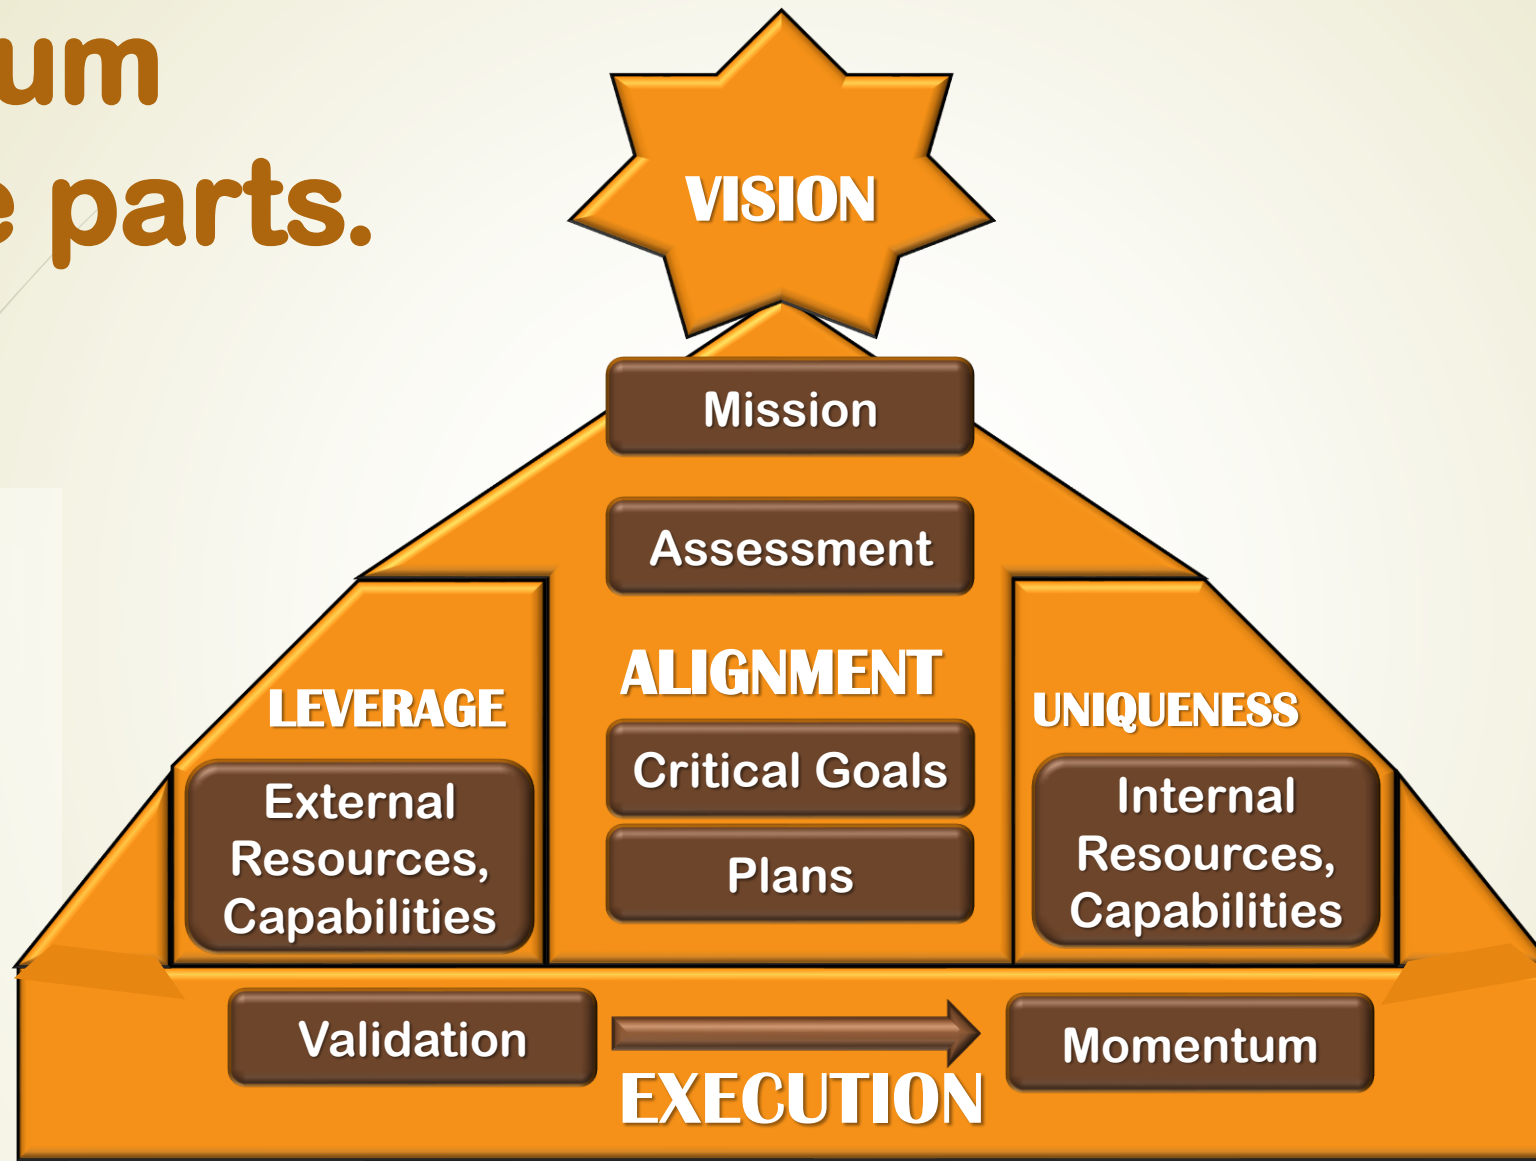 um
e parts.
VISION
Mission
Assessment
ALIGNMENT
Critical Goals
Plans
LEVERAGE
External
Resources,
Capabilities
UNIQUENESS
Internal
Resources,
Capabilities
Validation
Momentum
EXECUTION